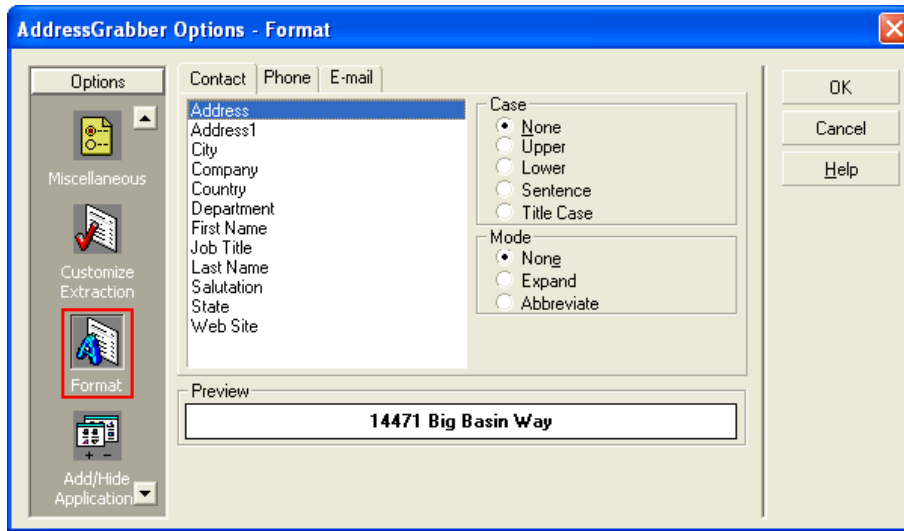 AddressGrabber Options - Format
Options
Miscellaneous
Customize
Extraction
Format
Add/Hide
Application
Contact
Phone
E-mail
Address
Address1
City
Company
Country
Department
First Name
Job Title
Last Name
Salutation
State
Web Site
Case
None
Upper
Lower
Sentence
Title Case
Mode
None
Expand
Abbreviate
Preview
14471 Big Basin Way
OK
Cancel
Help